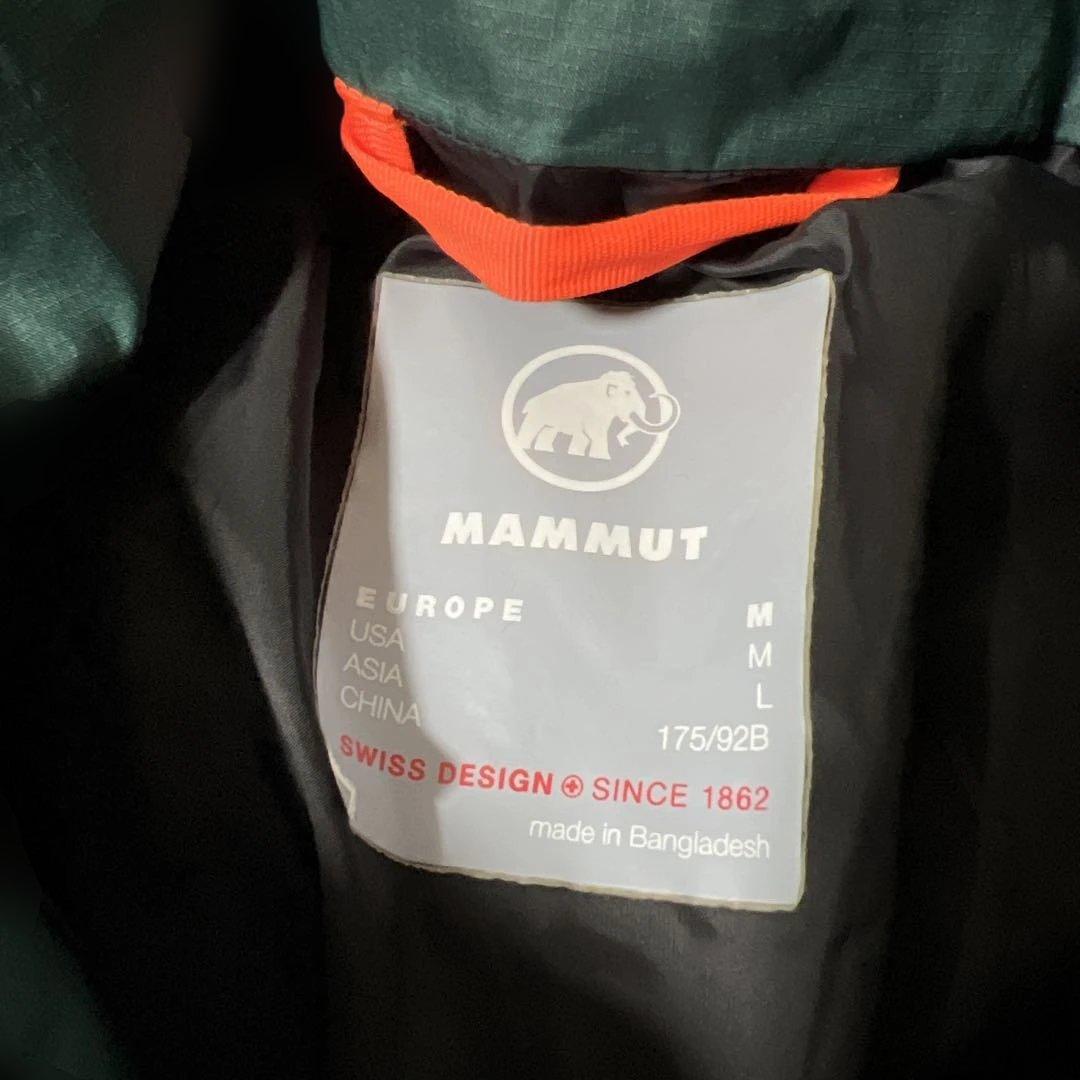 MAMMUT
EUROPE M
USA M
ASIA L
CHINA 175/92B
SWISS DESIGN SINCE 1862
made in Bangladesh